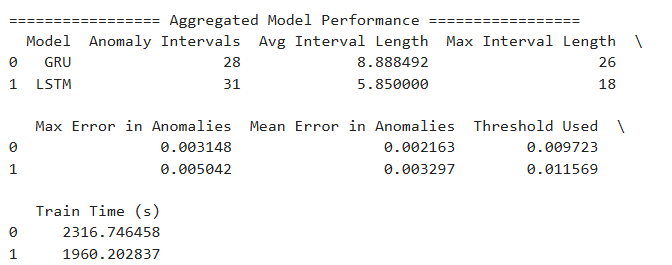 ================= Aggregated Model Performance =================
  Model  Anomaly Intervals  Avg Interval Length  Max Interval Length  \
0   GRU                 28             8.888492                   26
1  LSTM                 31             5.850000                   18

   Max Error in Anomalies  Mean Error in Anomalies  Threshold Used  \
0                0.003148                 0.002163        0.009723
1                0.005042                 0.003297        0.011569

   Train Time (s)
0     2316.746458
1     1960.202837